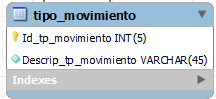 tipo_movimiento
Id_tp_movimiento INT(5)
Descrip_tp_movimiento VARCHAR(45)
Indexes